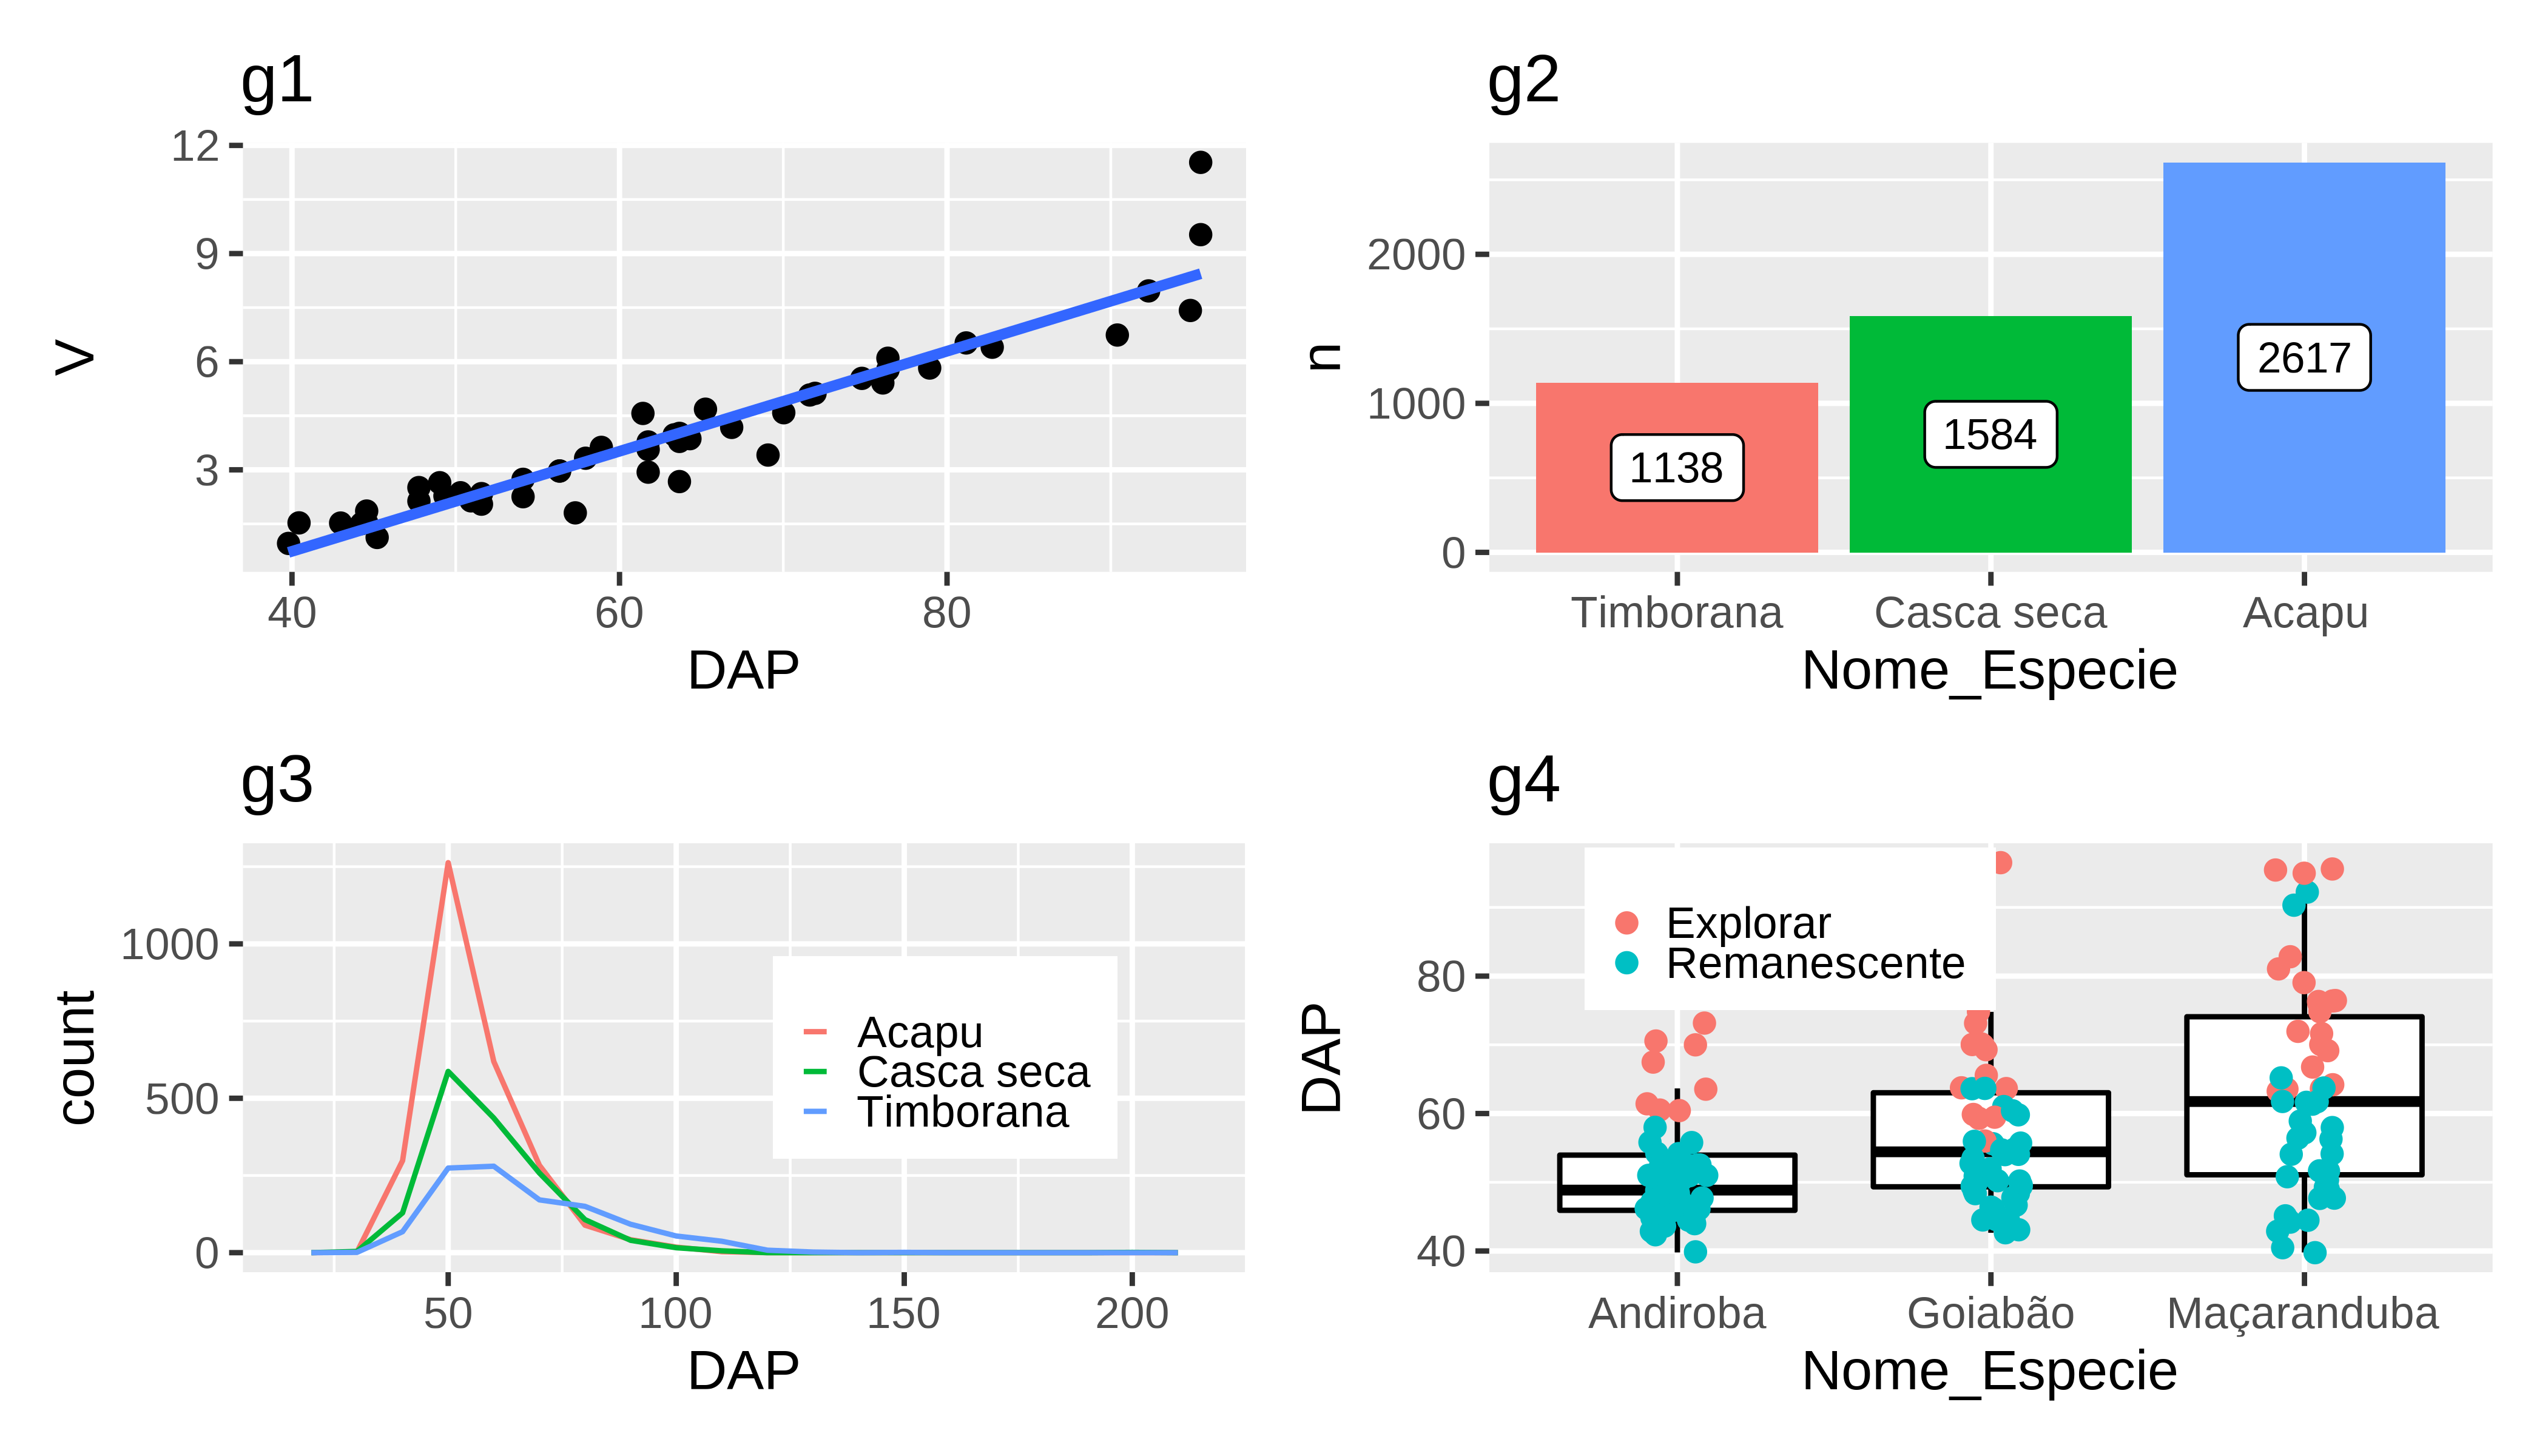 g1
12
9
6
3
V
40 60 80
DAP
g2
2000
1000
0
n
1138
1584
2617
Timborana Casca seca Acapu
Nome_Especie
g3
1000
500
0
count
Acapu
Casca seca
Timborana
50 100 150 200
DAP
g4
80
60
40
DAP
Explorar
Remanescente
Andiroba Goiabão Maçaranduba
Nome_Especie